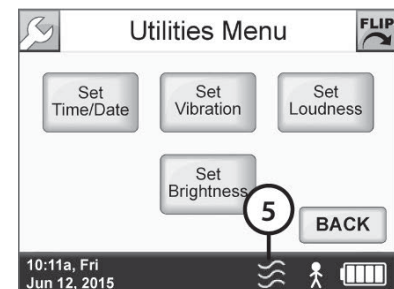 Utilities Menu
FLIP
Set
Time/Date
Set
Vibration
Set
Loudness
Set
Brightness
5
BACK
10:11a, Fri
Jun 12, 2015